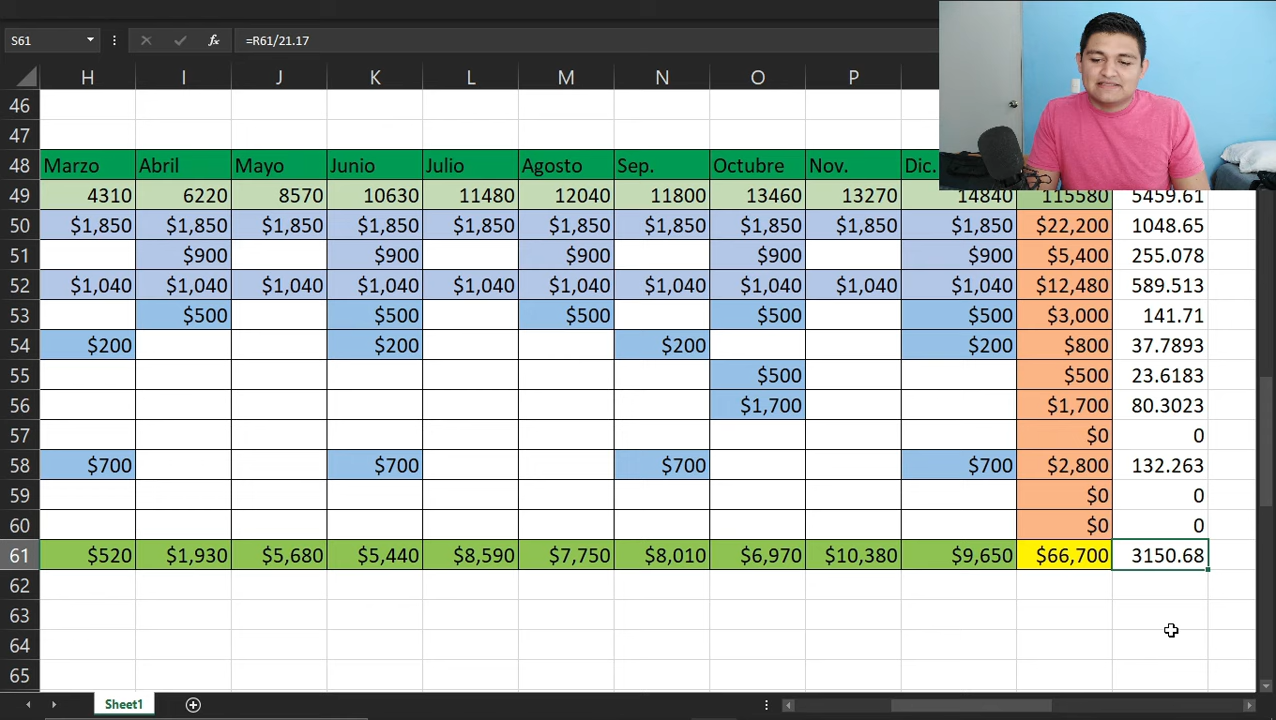 S61 fx =R61/21.17
H I J K L M N O P
46
47
48 Marzo Abril Mayo Junio Julio Agosto Sep. Octubre Nov. Dic.
49 4310 6220 8570 10630 11480 12040 11800 13460 13270 14840 115580 5459.61
50 $1,850 $1,850 $1,850 $1,850 $1,850 $1,850 $1,850 $1,850 $1,850 $1,850 $22,200 1048.65
51 $900 $900 $900 $900 $900 $5,400 255.078
52 $1,040 $1,040 $1,040 $1,040 $1,040 $1,040 $1,040 $1,040 $1,040 $1,040 $12,480 589.513
53 $500 $500 $500 $500 $500 $3,000 141.71
54 $200 $200 $200 $200 $800 37.7893
55 $500 $500 23.6183
56 $1,700 $1,700 80.3023
57 $0 0
58 $700 $700 $700 $700 $2,800 132.263
59 $0 0
60 $0 0
61 $520 $1,930 $5,680 $5,440 $8,590 $7,750 $8,010 $6,970 $10,380 $9,650 $66,700 3150.68
62
63
64
65
Sheet1